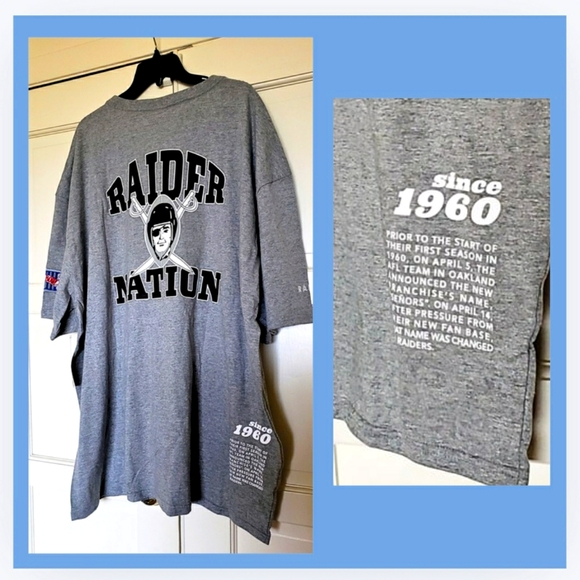 RAIDER
NATION
since
1960
since
1960
PRIOR TO THE START OF
THEIR FIRST SEASON IN
1960, ON APRIL 5, THE
AFL TEAM IN OAKLAND
ANNOUNCED THE NEW
FRANCHISE'S NAME,
SEÑORS". ON APRIL 14,
AFTER PRESSURE FROM
THEIR NEW FAN BASE,
THAT NAME WAS CHANGED
RAIDERS.